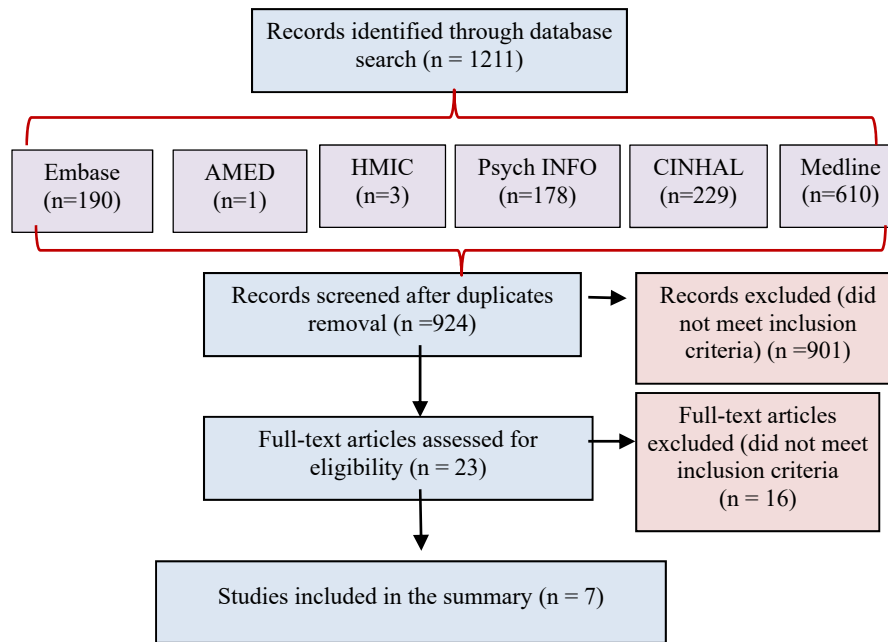 Records identified through database
search (n = 1211)
Embase
(n=190)
AMED
(n=1)
HMIC
(n=3)
Psych INFO
(n=178)
CINHAL
(n=229)
Medline
(n=610)
Records screened after duplicates
removal (n =924)
Records excluded (did
not meet inclusion
criteria) (n =901)
Full-text articles assessed for
eligibility (n = 23)
Full-text articles
excluded (did not meet
inclusion criteria
(n = 16)
Studies included in the summary (n = 7)